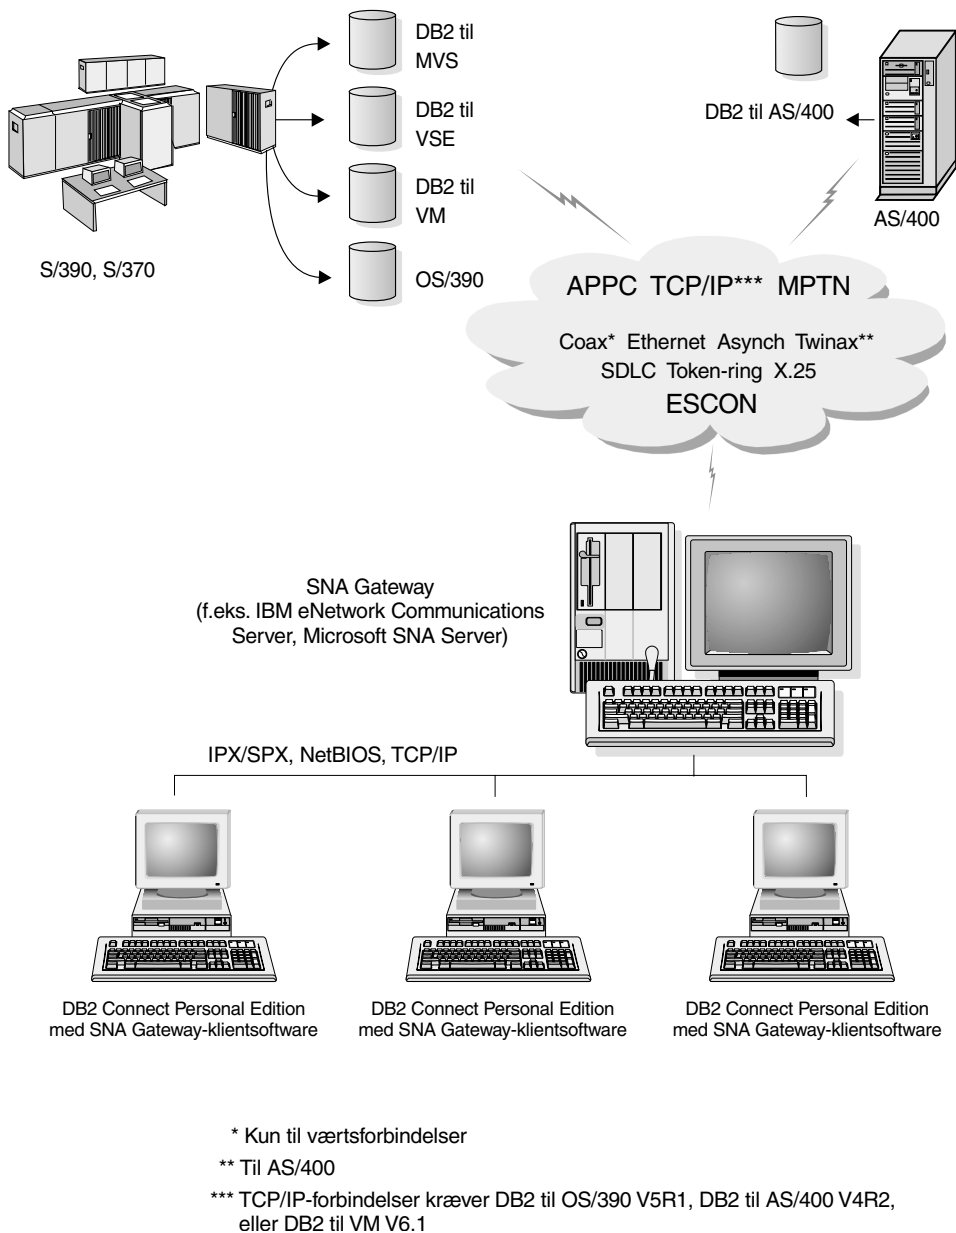 DB2 til
MVS
DB2 til
VSE
DB2 til
VM
OS/390
S/390, S/370
DB2 til AS/400
AS/400
APPC TCP/IP*** MPTN
Coax* Ethernet Asynch Twinax**
SDLC Token-ring X.25
ESCON
SNA Gateway
(f.eks. IBM eNetwork Communications
Server, Microsoft SNA Server)
IPX/SPX, NetBIOS, TCP/IP
DB2 Connect Personal Edition
med SNA Gateway-klientsoftware
DB2 Connect Personal Edition
med SNA Gateway-klientsoftware
DB2 Connect Personal Edition
med SNA Gateway-klientsoftware
* Kun til værtsforbindelser
** Til AS/400
*** TCP/IP-forbindelser kræver DB2 til OS/390 V5R1, DB2 til AS/400 V4R2,
eller DB2 til VM V6.1